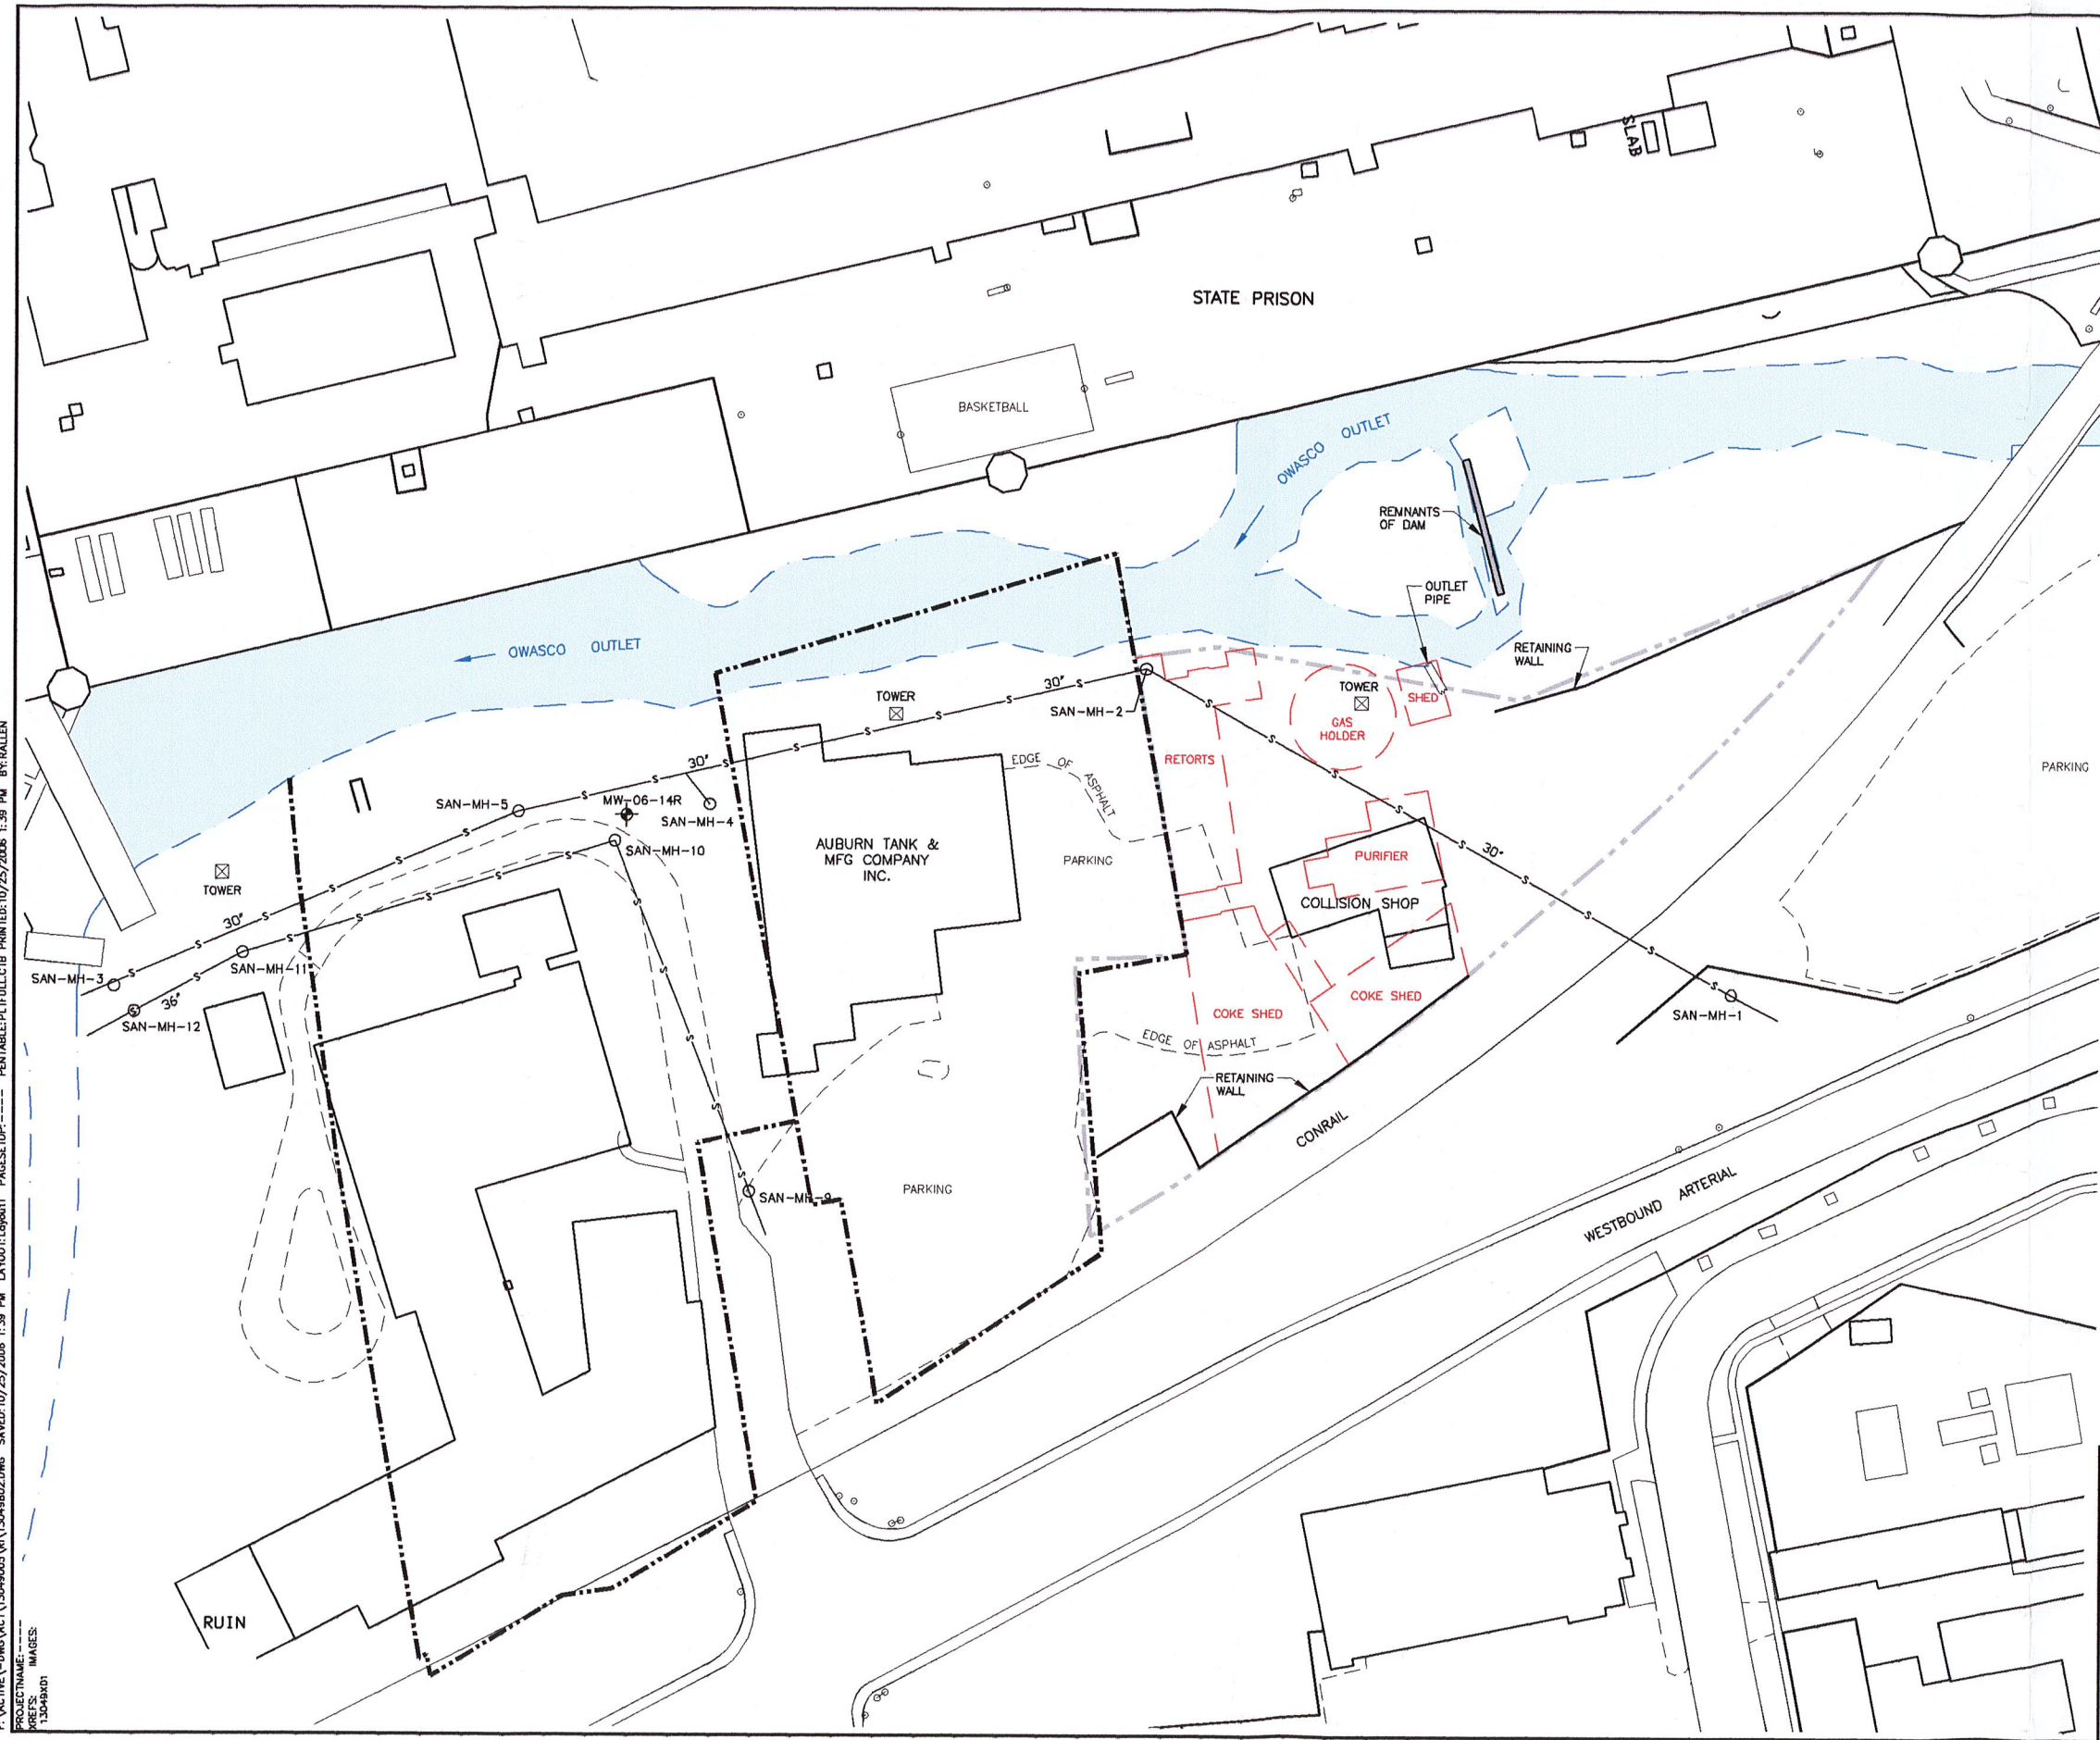 SLAB
STATE PRISON
BASKETBALL
OWASCO OUTLET
REMNANTS
OF DAM
OUTLET
PIPE
OWASCO OUTLET
RETAINING
WALL
TOWER
30"
SAN-MH-2
TOWER
SHED
GAS
HOLDER
RETORTS
EDGE OF ASPHALT
PARKING
30"
SAN-MH-5
MW-06-14R
SAN-MH-4
SAN-MH-10
AUBURN TANK &
MFG COMPANY
INC.
PARKING
PURIFIER
30"
COLLISION SHOP
TOWER
30"
SAN-MH-11
SAN-MH-3
36"
SAN-MH-12
COKE SHED
COKE SHED
SAN-MH-1
EDGE OF ASPHALT
RETAINING
WALL
CONRAIL
PARKING
SAN-MH-9
WESTBOUND ARTERIAL
RUIN
PROJECTNAME: ----
XREFS: IMAGES:
13049X01